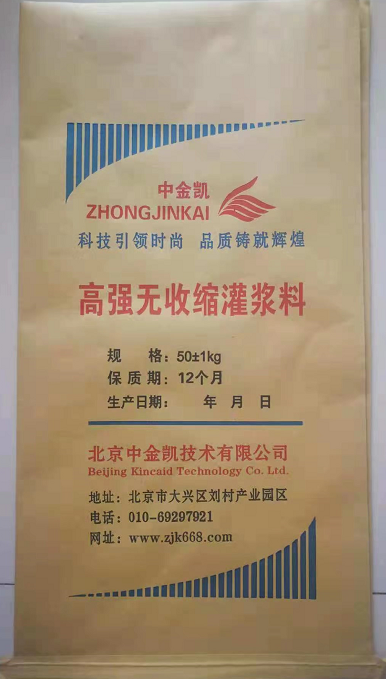 中金凯
ZHONGJINKAI
科技引领时尚 品质铸就辉煌
高强无收缩灌浆料
规 格: 50±1kg
保质期: 12个月
生产日期: 年 月 日
北京中金凯技术有限公司
Beijing Kincaid Technology Co. Ltd.
地址: 北京市大兴区刘村产业园区
电话: 010-69297921
网址: www.zjk668.com